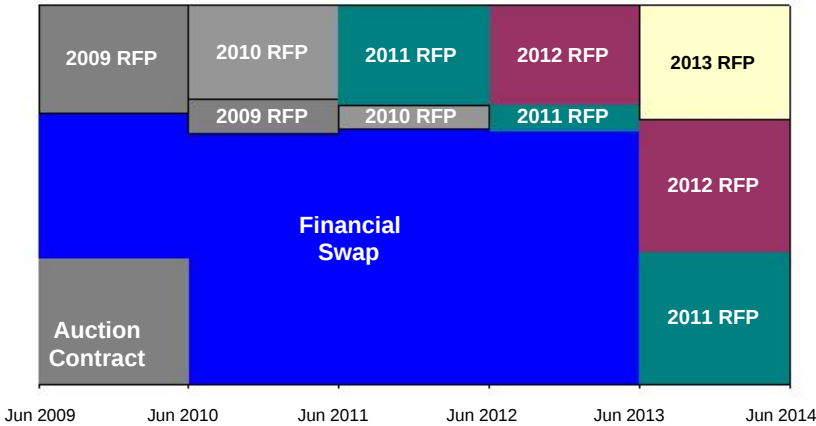 2009 RFP
2010 RFP
2011 RFP
2012 RFP
2013 RFP
2009 RFP
2010 RFP
2011 RFP
2012 RFP
Financial
Swap
2011 RFP
Auction
Contract
Jun 2009
Jun 2010
Jun 2011
Jun 2012
Jun 2013
Jun 2014